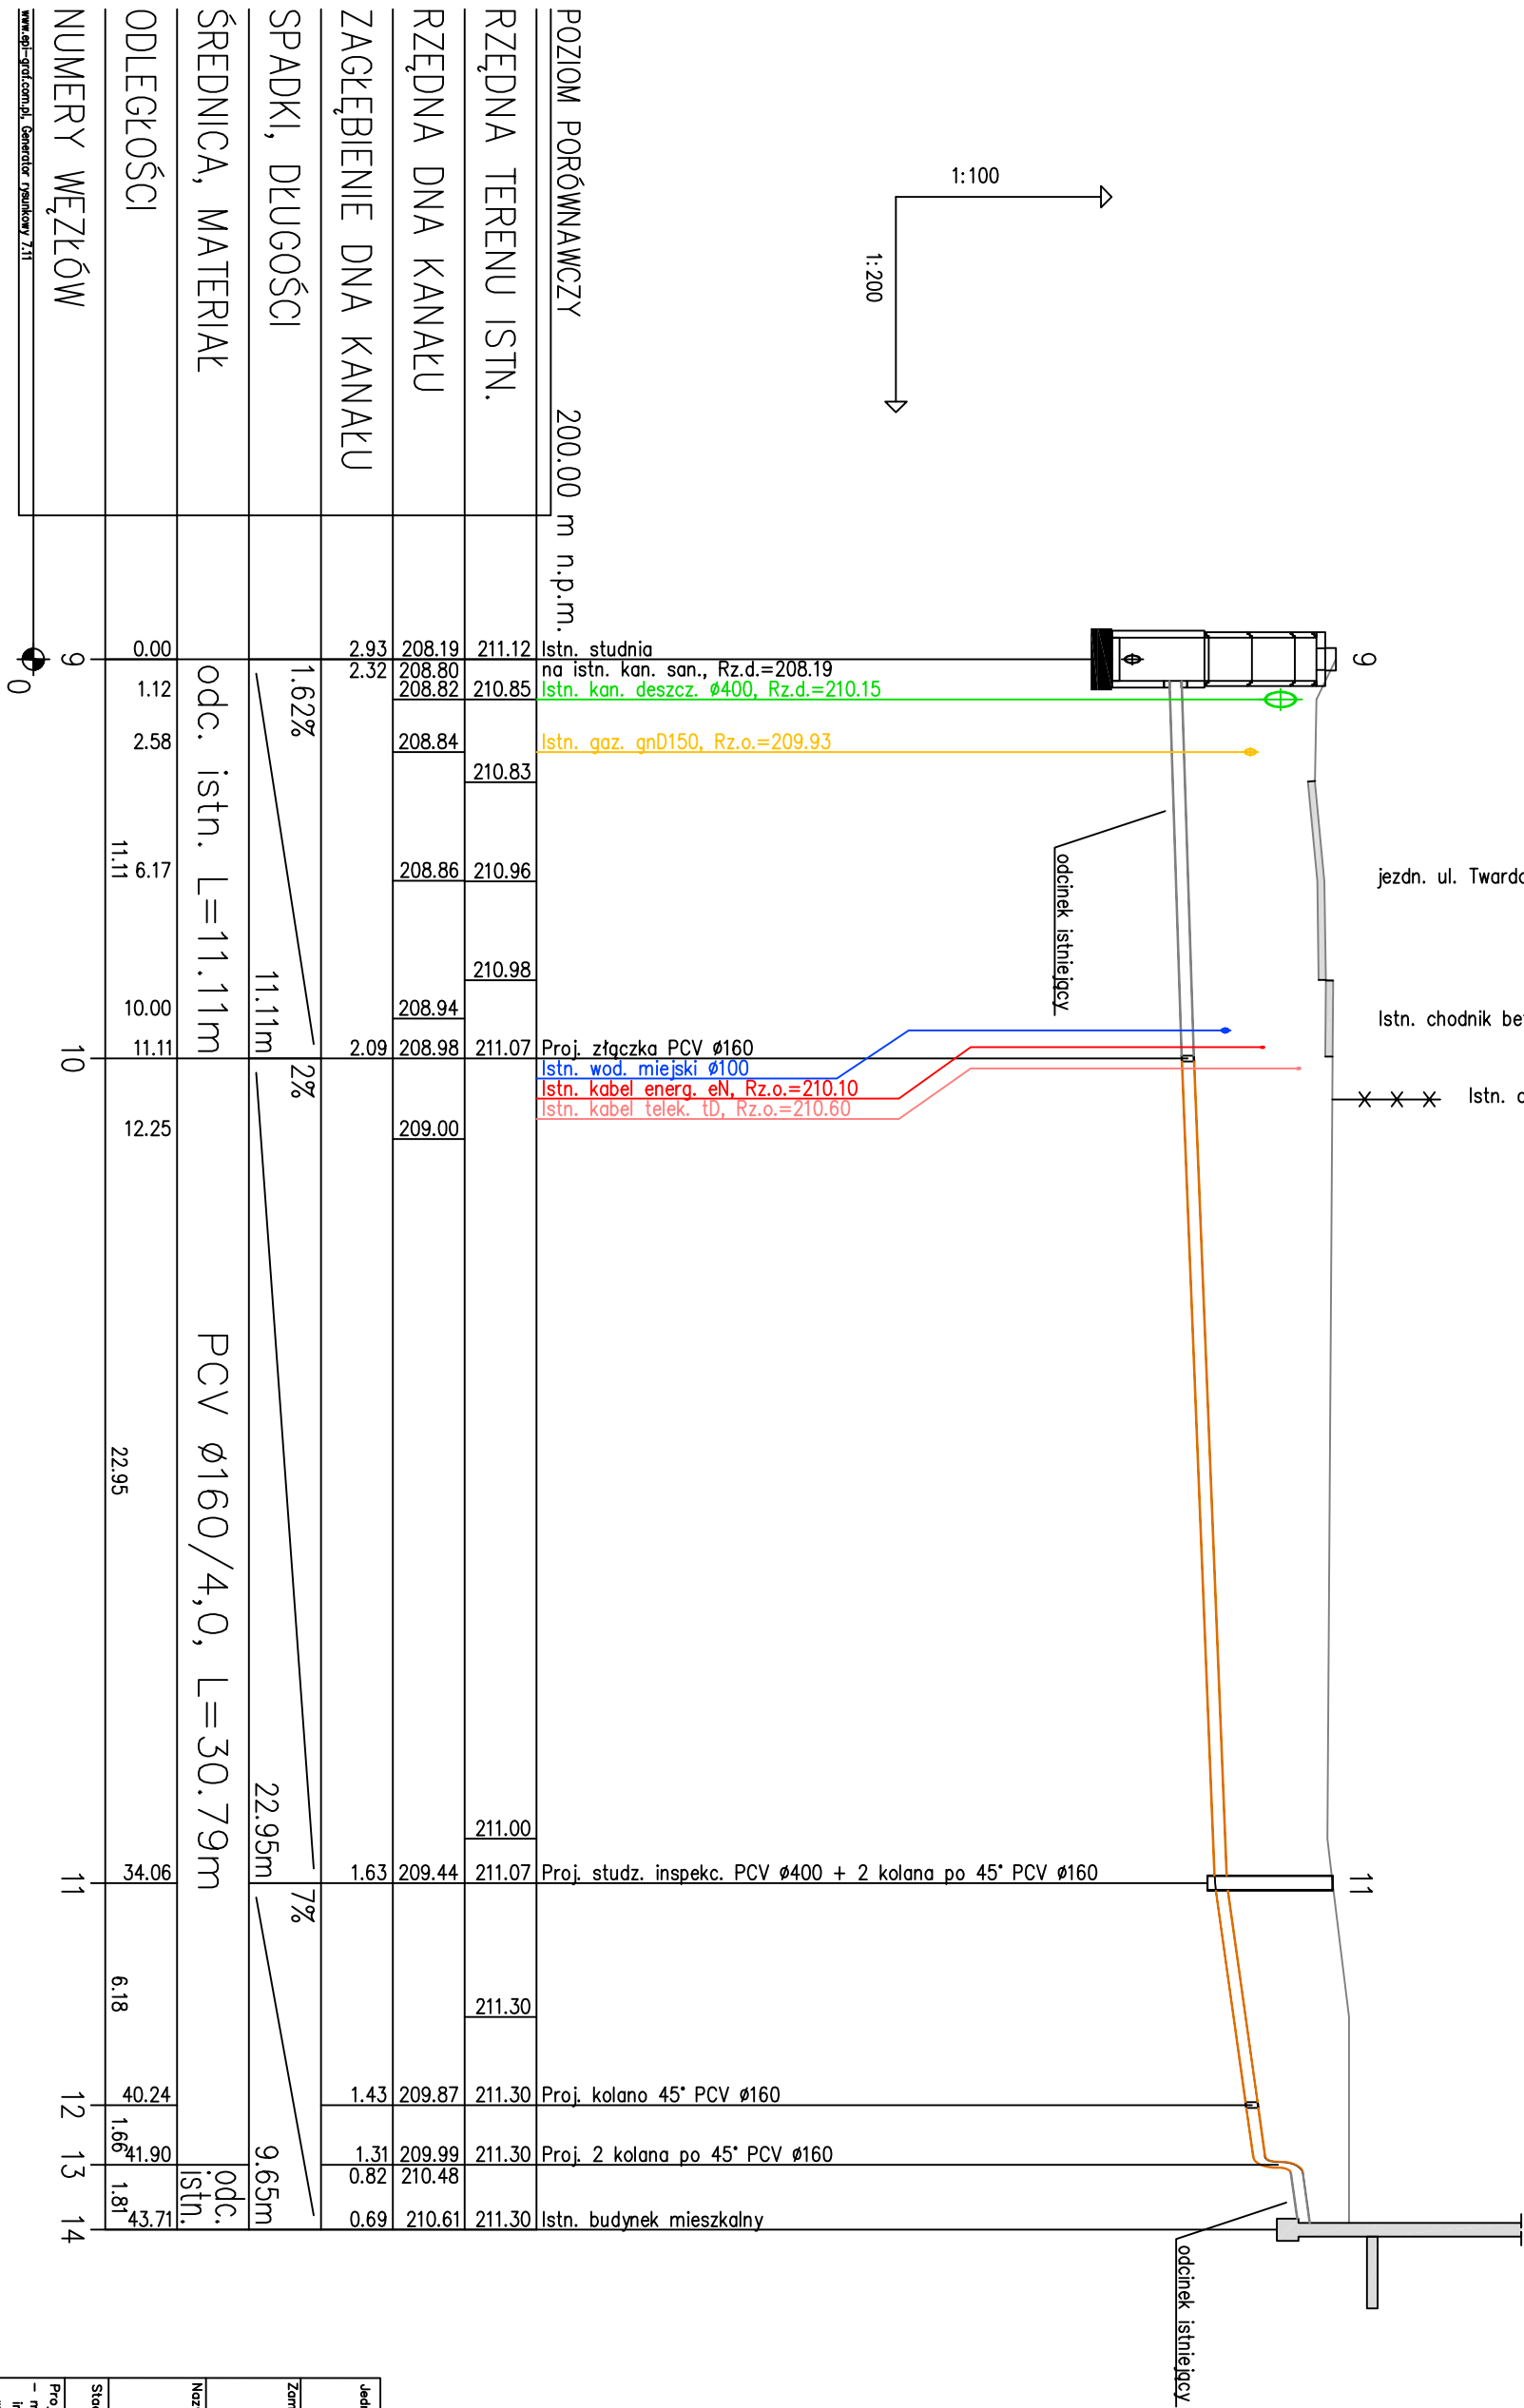 1:100
1:200
POZIOM PORÓWNAWCZY 200.00 m n.p.m.
RZĘDNA TERENU ISTN.
RZĘDNA DNA KANAŁU
ZAGŁĘBIENIE DNA KANAŁU
SPADKI, DŁUGOŚCI
ŚREDNICA, MATERIAŁ
ODLEGŁOŚCI
NUMERY WĘZŁÓW
www.epi-graf.com.pl, Generator rysunkowy 7.11
9
11
jezdn. ul.
Istn. chodnik
Istn.
odcinek istniejący
odcinek istniejący
0.00 2.93 208.19 211.12 Istn. studnia
2.32 208.80 na istn. kan. san., Rz.d.=208.19
1.12 208.82 210.85 Istn. kan. deszcz. ø400, Rz.d.=210.15
2.58 208.84 Istn. gaz. gnD150, Rz.o.=209.93
210.83
6.17 208.86 210.96
210.98
10.00 208.94
11.11 2.09 208.98 211.07 Proj. złączka PCV ø160
Istn. wod. miejski ø100
Istn. kabel energ. eN, Rz.o.=210.10
Istn. kabel telek. tD, Rz.o.=210.60
12.25 209.00
211.00
34.06 1.63 209.44 211.07 Proj. studz. inspekc. PCV ø400 + 2 kolana po 45° PCV ø160
211.30
40.24 1.43 209.87 211.30 Proj. kolano 45° PCV ø160
41.90 1.31 209.99 211.30 Proj. 2 kolana po 45° PCV ø160
0.82 210.48
43.71 0.69 210.61 211.30 Istn. budynek mieszkalny
1.62% 11.11m 2% 22.95m 7% 9.65m
odc. istn. L=11.11m PCV ø160/4,0, L=30.79m odc. istn.
11.11 22.95 6.18 1.66 1.81
9 10 11 12 13 14
0